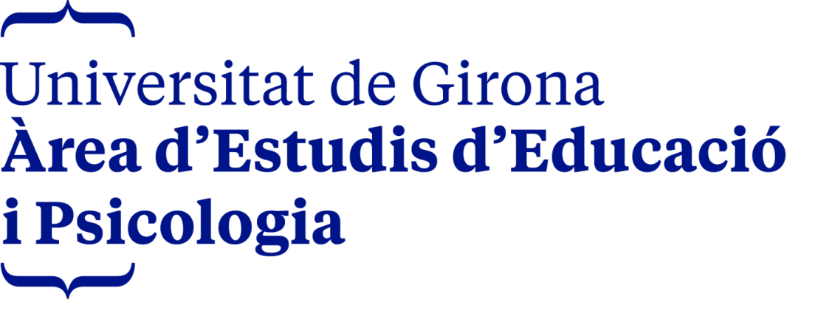 Universitat de Girona
Àrea d’Estudis d’Educació
i Psicologia